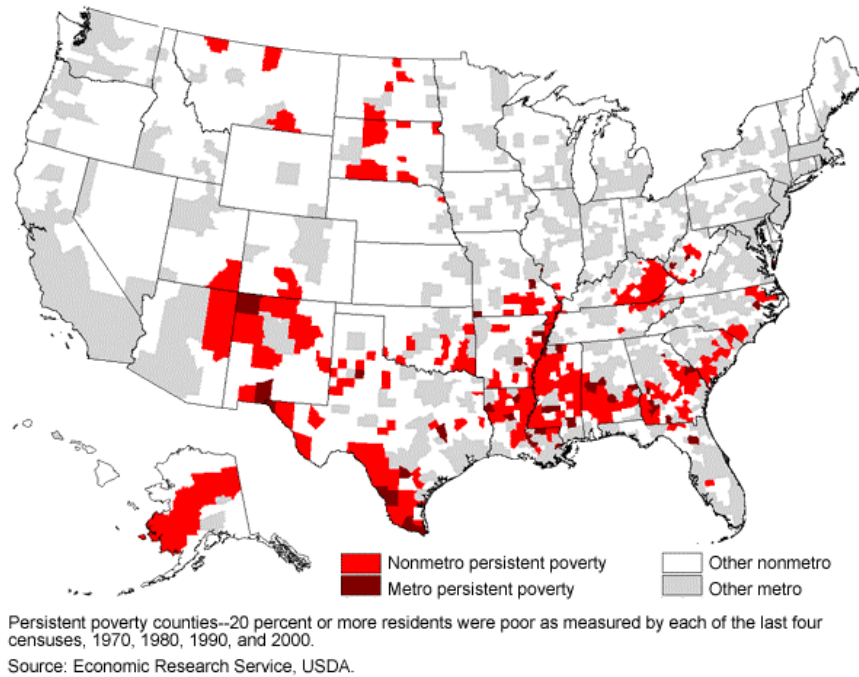 Nonmetro persistent poverty
Metro persistent poverty
Other nonmetro
Other metro
Persistent poverty counties--20 percent or more residents were poor as measured by each of the last four
censuses, 1970, 1980, 1990, and 2000.
Source: Economic Research Service, USDA.